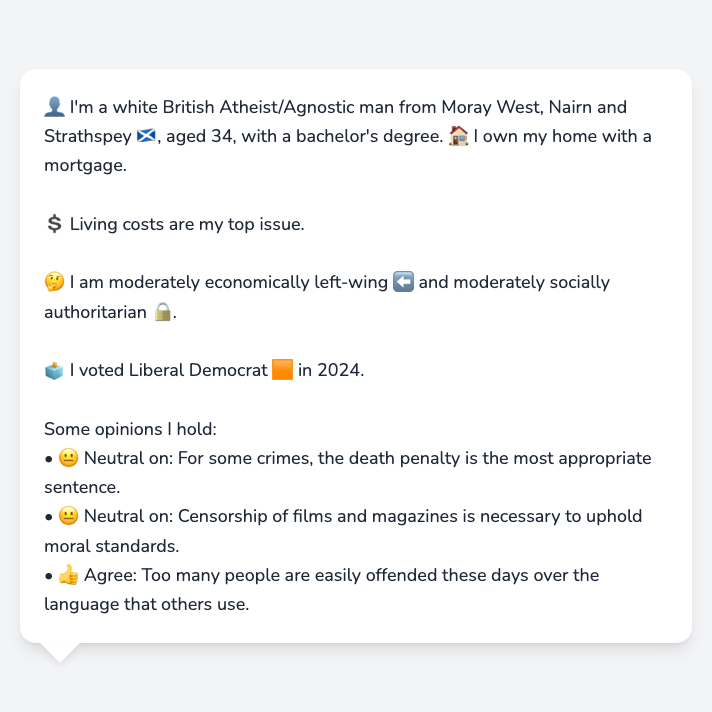 👤 I'm a white British Atheist/Agnostic man from Moray West, Nairn and
Strathspey 🏴󠁧󠁢󠁳󠁣󠁴󠁿, aged 34, with a bachelor's degree. 🏠 I own my home with a
mortgage.
💲 Living costs are my top issue.
🤔 I am moderately economically left-wing ⬅️ and moderately socially
authoritarian 🔒.
🗳️ I voted Liberal Democrat 🟧 in 2024.
Some opinions I hold:
• 😐 Neutral on: For some crimes, the death penalty is the most appropriate
sentence.
• 😐 Neutral on: Censorship of films and magazines is necessary to uphold
moral standards.
• 👍 Agree: Too many people are easily offended these days over the
language that others use.